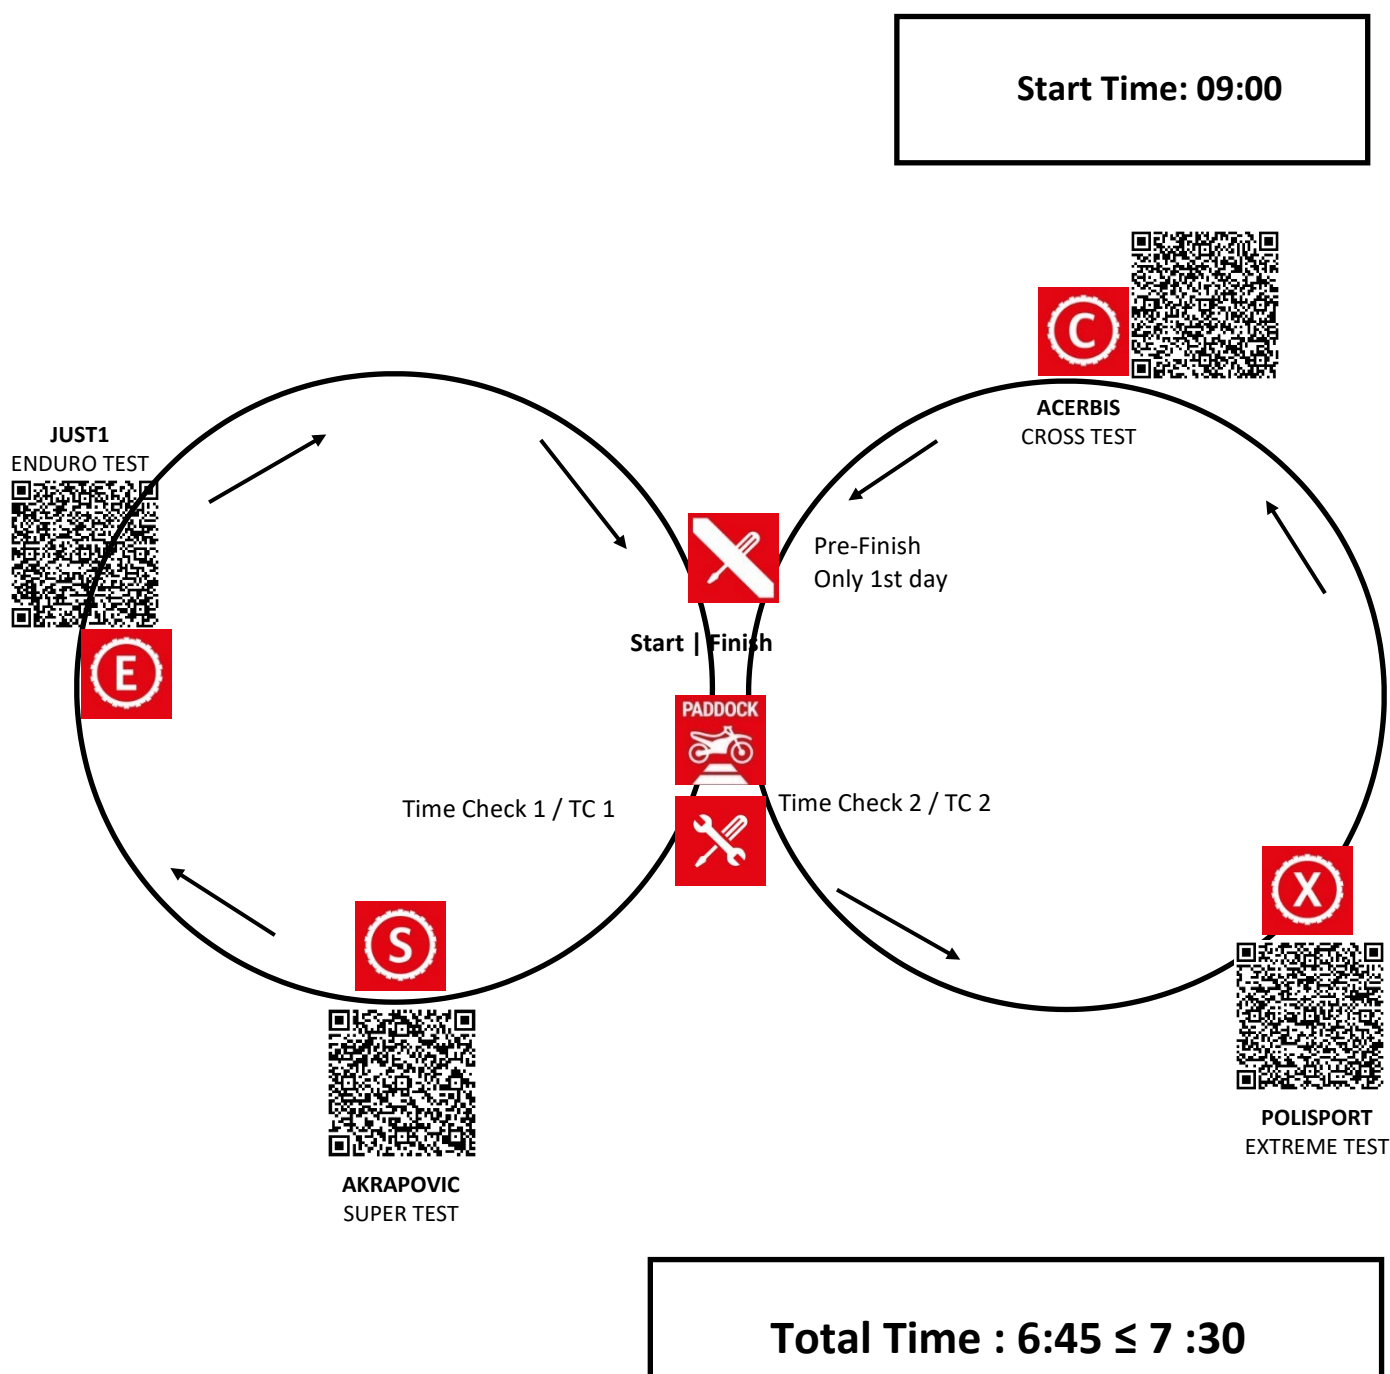 Start Time: 09:00
C
ACERBIS
CROSS TEST
JUST1
ENDURO TEST
E
Pre-Finish
Only 1st day
Start | Finish
PADDOCK
Time Check 1 / TC 1
Time Check 2 / TC 2
X
S
POLISPORT
EXTREME TEST
AKRAPOVIC
SUPER TEST
Total Time : 6:45 ≤ 7 :30